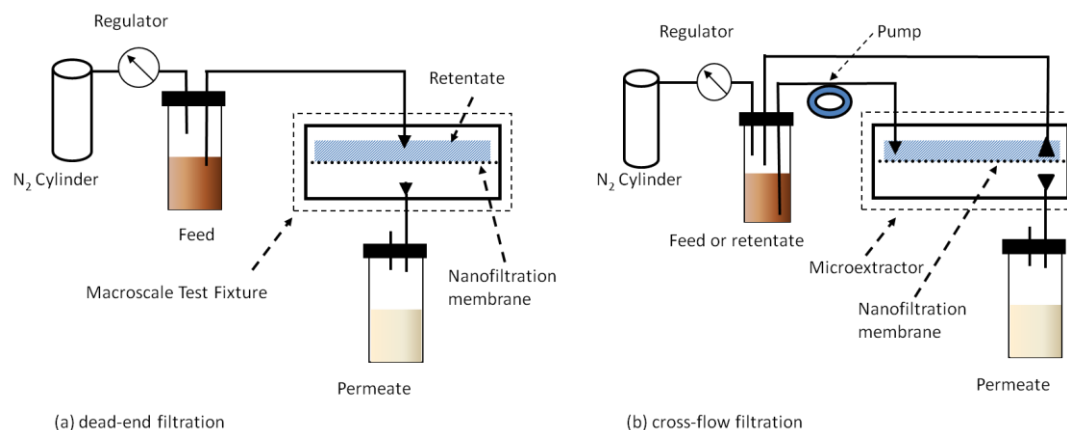 Regulator
Retentate
N₂ Cylinder
Feed
Macroscale Test Fixture
Nanofiltration
membrane
Permeate
(a) dead-end filtration
Pump
Regulator
N₂ Cylinder
Feed or retentate
Microextractor
Nanofiltration
membrane
Permeate
(b) cross-flow filtration